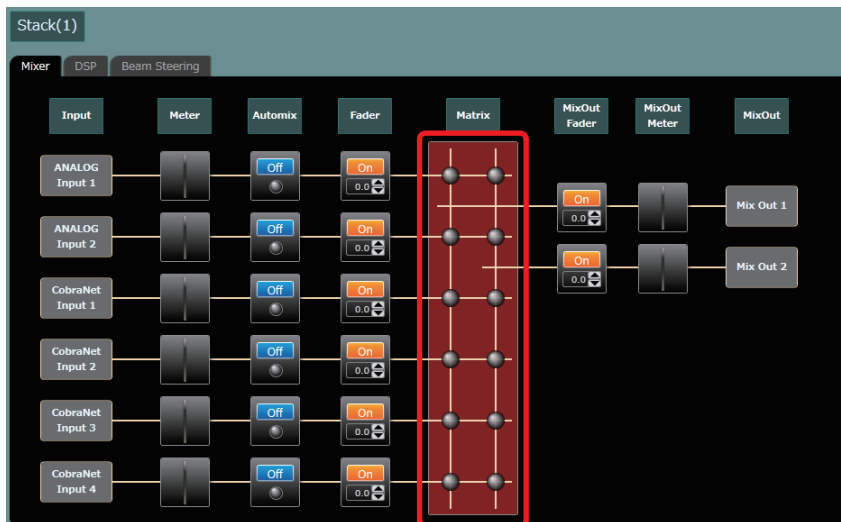 Stack(1)
Mixer DSP Beam Steering
Input Meter Automix Fader Matrix MixOut Fader MixOut Meter MixOut
ANALOG Input 1 Off On 0.0
On 0.0 Mix Out 1
ANALOG Input 2 Off On 0.0
On 0.0 Mix Out 2
CobraNet Input 1 Off On 0.0
CobraNet Input 2 Off On 0.0
CobraNet Input 3 Off On 0.0
CobraNet Input 4 Off On 0.0